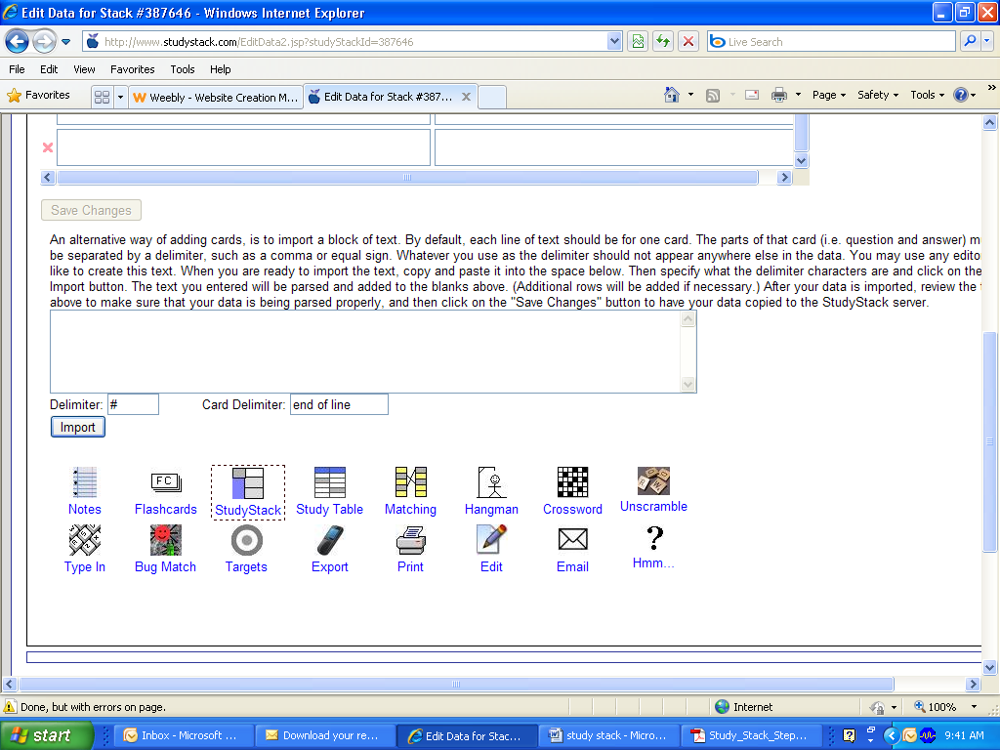 Edit Data for Stack #387646 - Windows Internet Explorer
http://www.studystack.com/EditData2.jsp?studyStackId=387646
Live Search
File Edit View Favorites Tools Help
Favorites
Weebly - Website Creation M...
Edit Data for Stack #387...
Page Safety Tools
Save Changes
An alternative way of adding cards, is to import a block of text. By default, each line of text should be for one card. The parts of that card (i.e. question and answer) m
be separated by a delimiter, such as a comma or equal sign. Whatever you use as the delimiter should not appear anywhere else in the data. You may use any edito
like to create this text. When you are ready to import the text, copy and paste it into the space below. Then specify what the delimiter characters are and click on the
Import button. The text you entered will be parsed and added to the blanks above. (Additional rows will be added if necessary.) After your data is imported, review the
above to make sure that your data is being parsed properly, and then click on the "Save Changes" button to have your data copied to the StudyStack server.
Delimiter: # Card Delimiter: end of line
Import
FC
Notes Flashcards StudyStack Study Table Matching Hangman Crossword Unscramble
Type In Bug Match Targets Export Print Edit Email Hmm...
Done, but with errors on page.
Internet
100%
start
Inbox - Microsoft ...
Download your re...
Edit Data for Stac...
study stack - Micro...
Study_Stack_Step...
9:41 AM